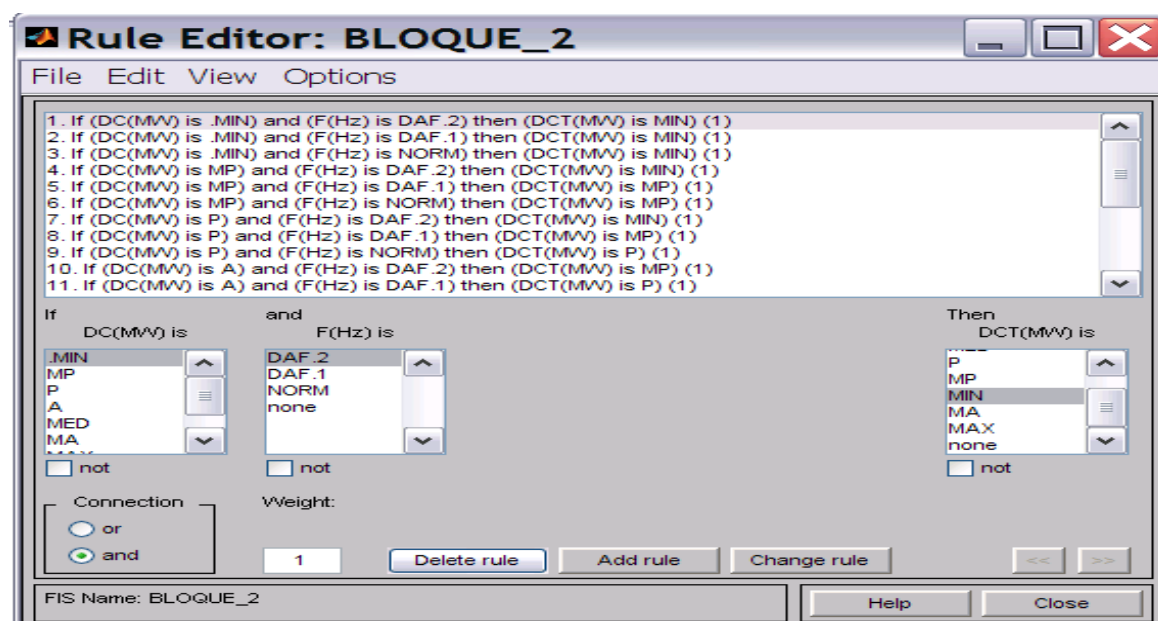 Rule Editor: BLOQUE_2
File Edit View Options
1. If (DC(MW) is .MIN) and (F(Hz) is DAF.2) then (DCT(MW) is MIN) (1)
2. If (DC(MW) is .MIN) and (F(Hz) is DAF.1) then (DCT(MW) is MIN) (1)
3. If (DC(MW) is .MIN) and (F(Hz) is NORM) then (DCT(MW) is MIN) (1)
4. If (DC(MW) is MP) and (F(Hz) is DAF.2) then (DCT(MW) is MIN) (1)
5. If (DC(MW) is MP) and (F(Hz) is DAF.1) then (DCT(MW) is MP) (1)
6. If (DC(MW) is MP) and (F(Hz) is NORM) then (DCT(MW) is MP) (1)
7. If (DC(MW) is P) and (F(Hz) is DAF.2) then (DCT(MW) is MIN) (1)
8. If (DC(MW) is P) and (F(Hz) is DAF.1) then (DCT(MW) is MP) (1)
9. If (DC(MW) is P) and (F(Hz) is NORM) then (DCT(MW) is P) (1)
10. If (DC(MW) is A) and (F(Hz) is DAF.2) then (DCT(MW) is MP) (1)
11. If (DC(MW) is A) and (F(Hz) is DAF.1) then (DCT(MW) is P) (1)
If
DC(MW) is
.MIN
MP
P
A
MED
MA
not
and
F(Hz) is
DAF.2
DAF.1
NORM
none
not
Then
DCT(MW) is
P
MP
MIN
MA
MAX
none
not
Connection
or
and
Weight:
1
Delete rule
Add rule
Change rule
<<
>>
FIS Name: BLOQUE_2
Help
Close